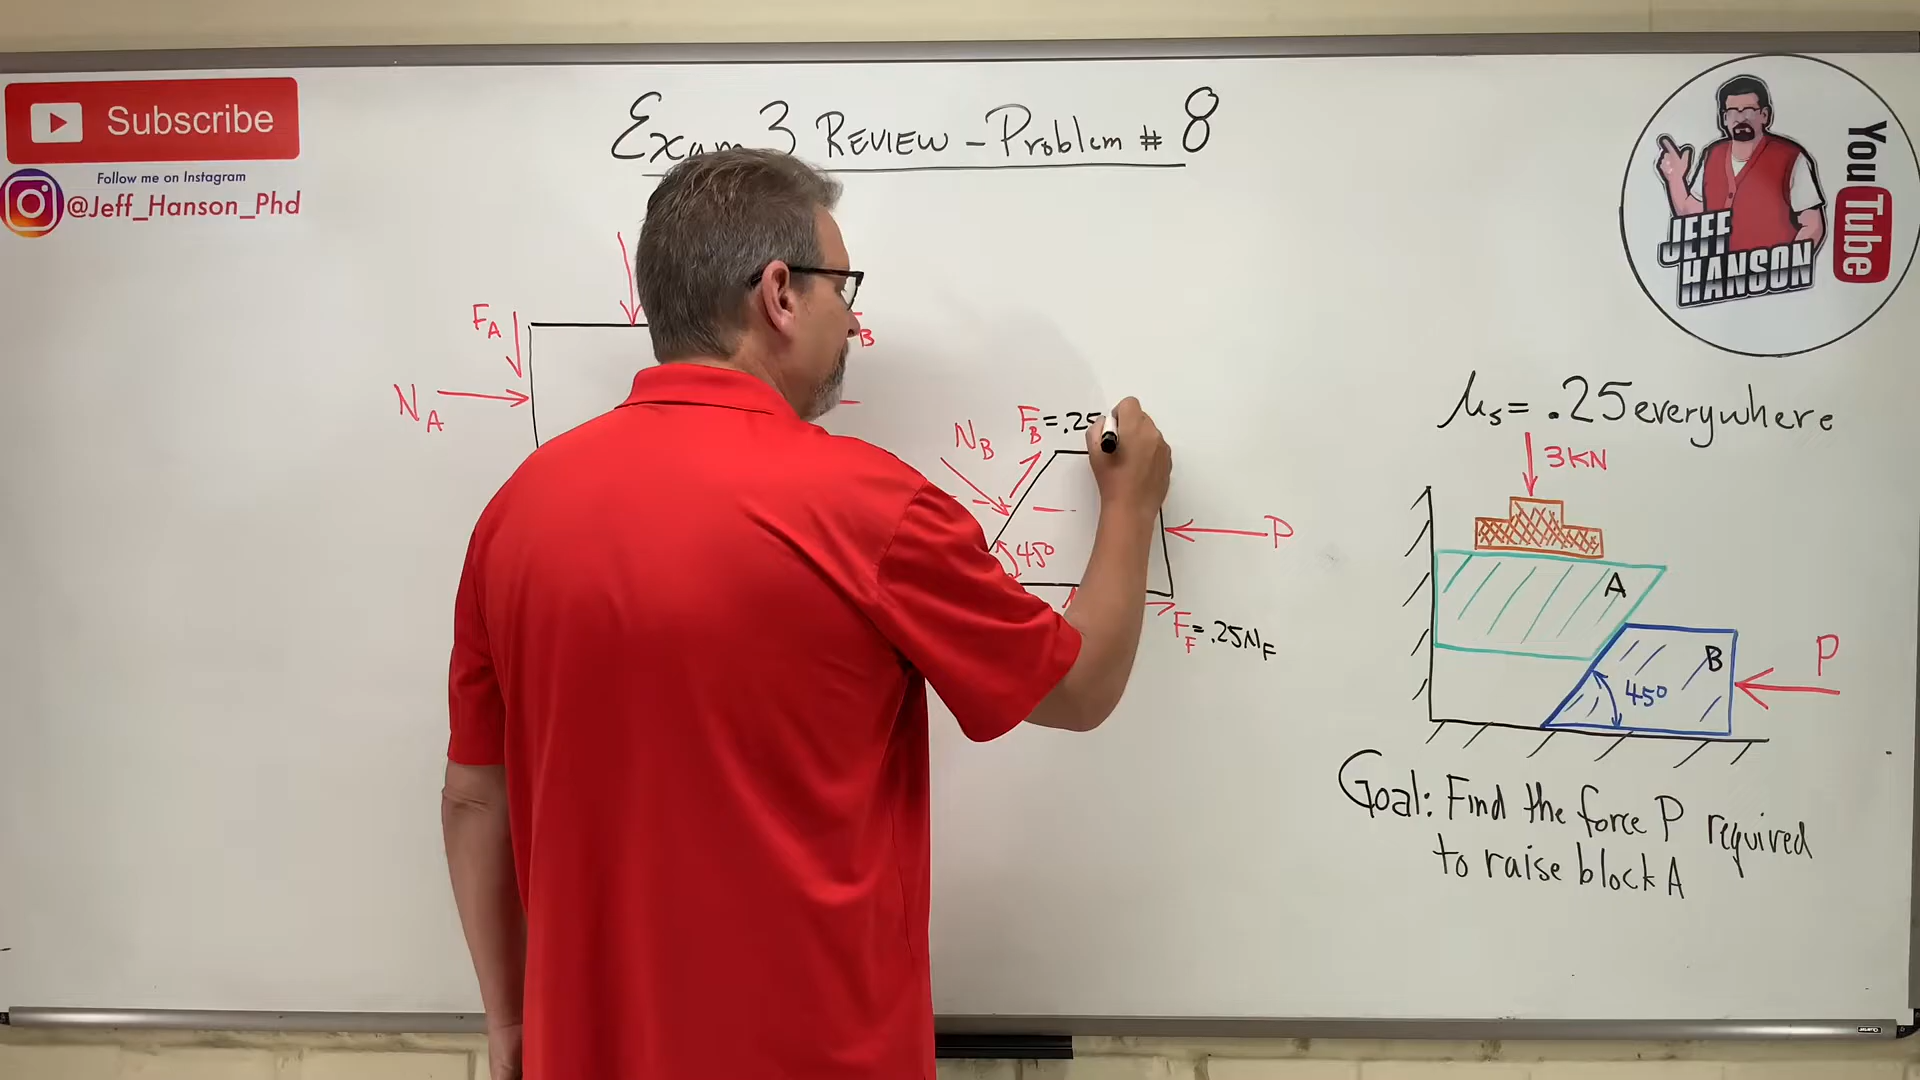 Subscribe
Follow me on Instagram
@Jeff_Hanson_Phd
Exam 3 REVIEW - Problem # 8
YouTube
JEFF
HANSON
FA
NA
B
NB
FB = .25
45°
P
FF = .25NF
μs = .25 everywhere
3KN
A
B
45°
P
Goal: Find the force P required
to raise block A